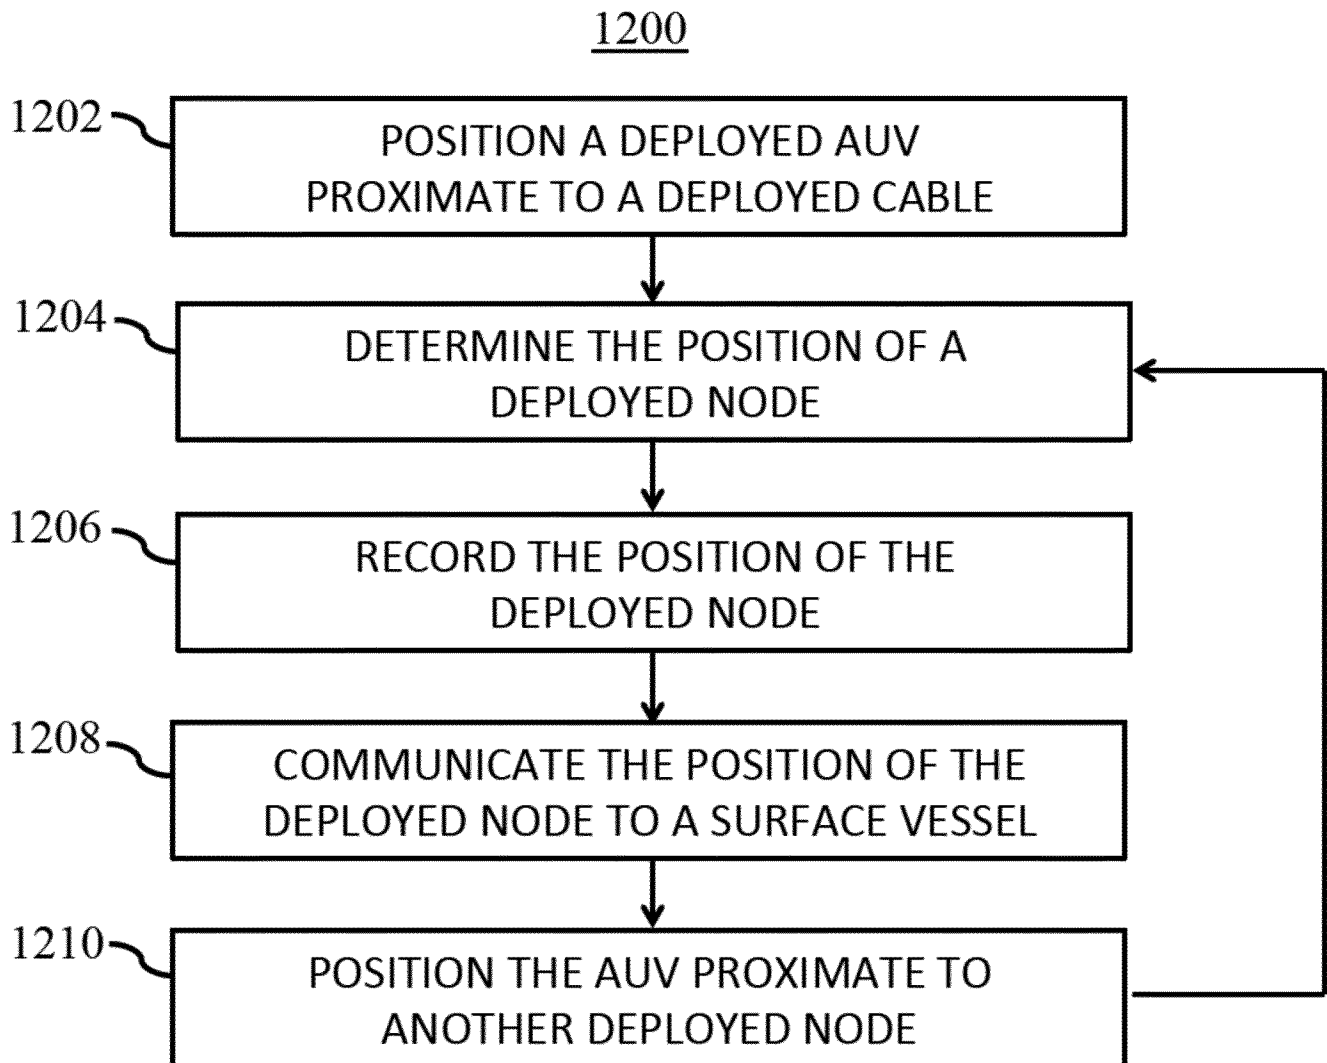 1200
1202
POSITION A DEPLOYED AUV
PROXIMATE TO A DEPLOYED CABLE
1204
DETERMINE THE POSITION OF A
DEPLOYED NODE
1206
RECORD THE POSITION OF THE
DEPLOYED NODE
1208
COMMUNICATE THE POSITION OF THE
DEPLOYED NODE TO A SURFACE VESSEL
1210
POSITION THE AUV PROXIMATE TO
ANOTHER DEPLOYED NODE